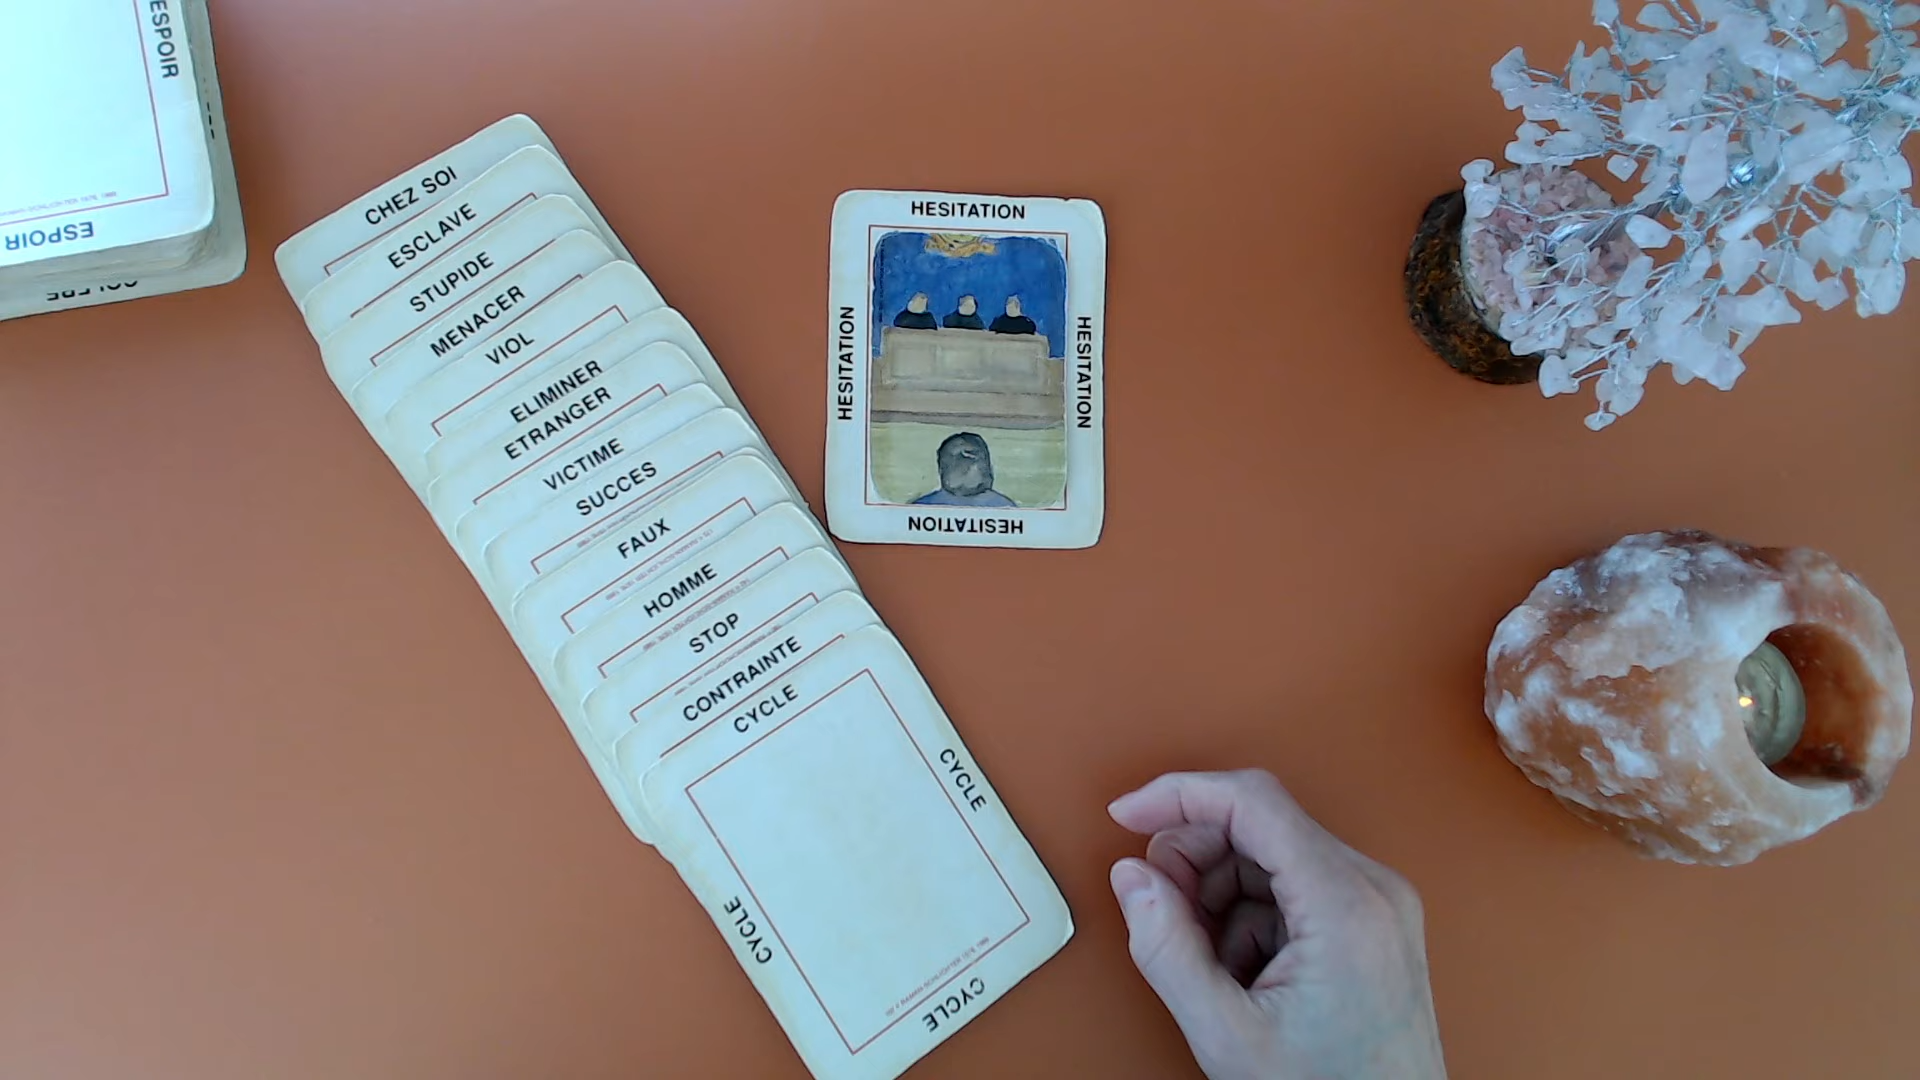 ESPOIR
ESPOIR
CHEZ SOI
ESCLAVE
STUPIDE
MENACER
VIOL
ELIMINER
ETRANGER
VICTIME
SUCCES
FAUX
HOMME
STOP
CONTRAINTE
CYCLE
CYCLE
CYCLE
CYCLE
HESITATION
HESITATION
HESITATION
HESITATION